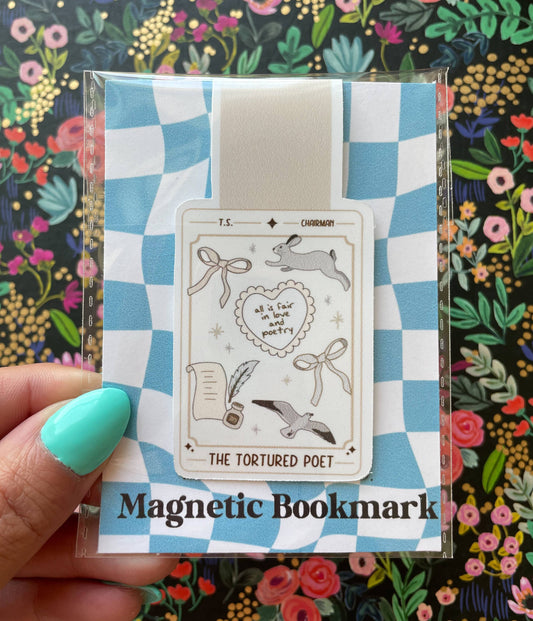 T.S. CHAIRMAN
all is fair
in love
and
poetry
THE TORTURED POET
Magnetic Bookmark